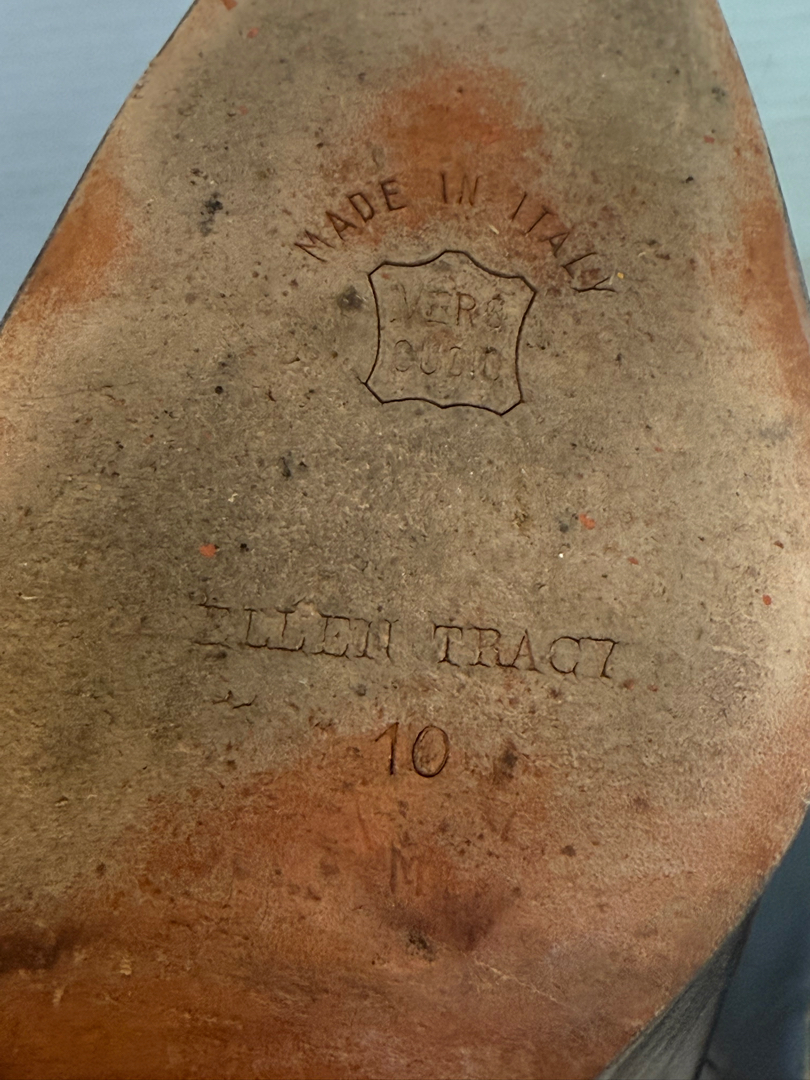 MADE IN ITALY
VERO
CUOIO
ELLEN TRACY
10
M